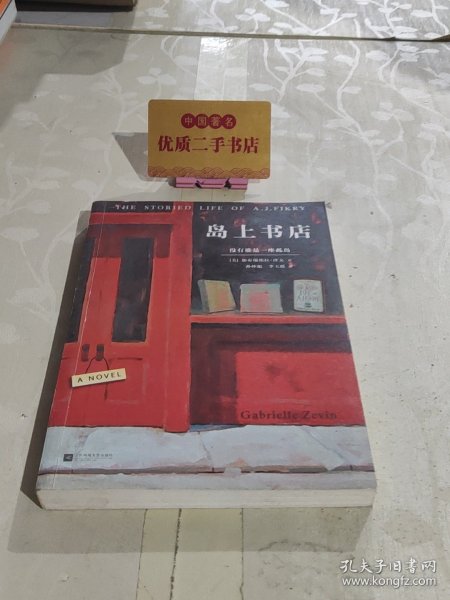 中国著名
优质二手书店
THE STORIED LIFE OF A.J.FIKRY
岛上书店
没有谁是一座孤岛
A NOVEL
Gabrielle Zevin
孔夫子旧书网
www.kongfz.com